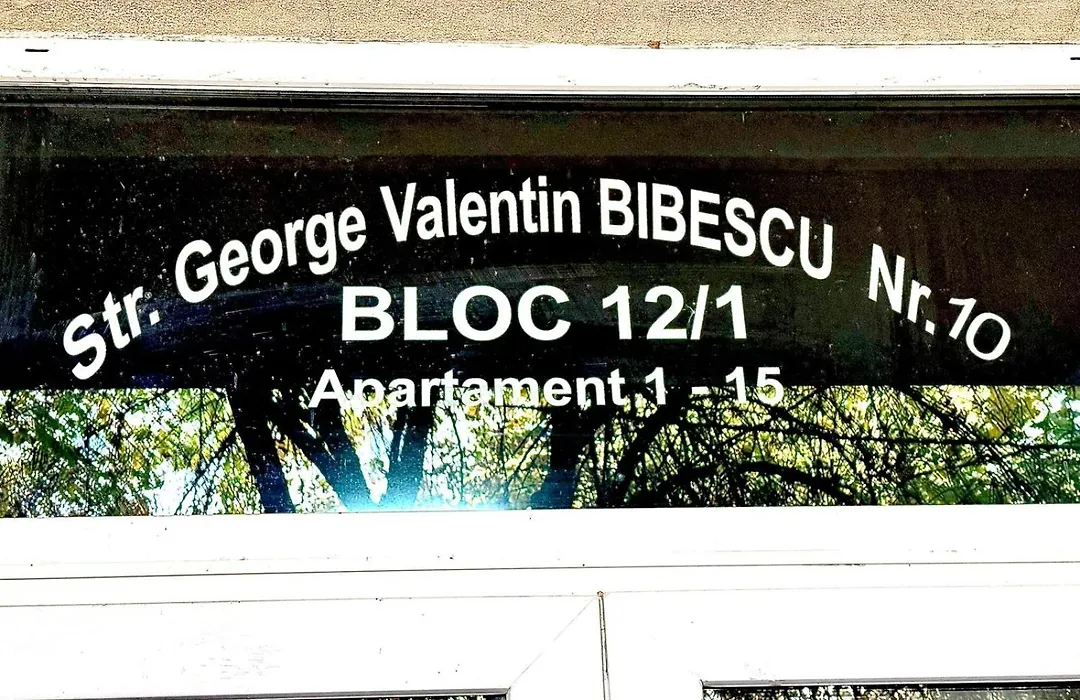 Str. George Valentin BIBESCU Nr. 10
BLOC 12/1
Apartament 1 - 15